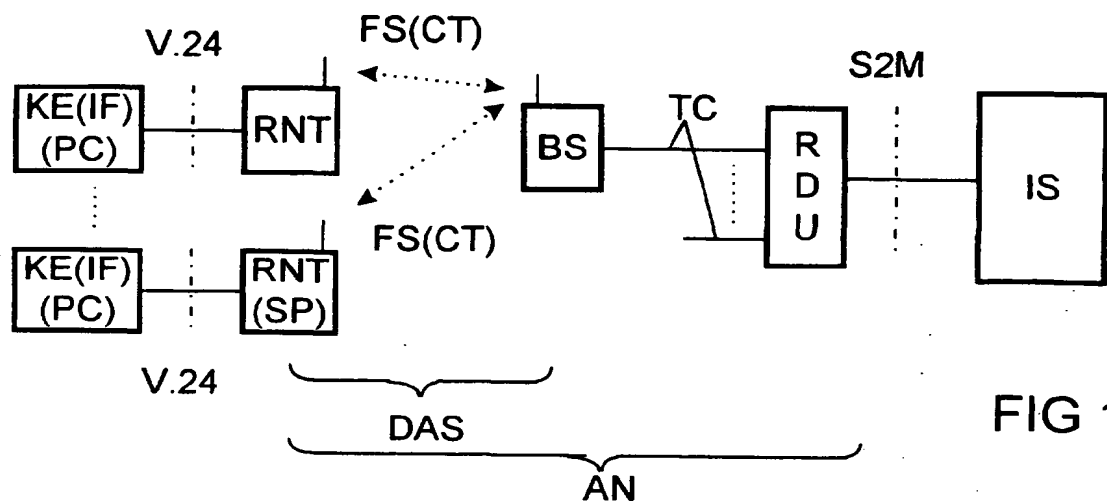 FS(CT)
V.24
S2M
KE(IF)
(PC)
RNT
BS
TC
R
D
U
IS
FS(CT)
KE(IF)
(PC)
RNT
(SP)
V.24
DAS
AN
FIG